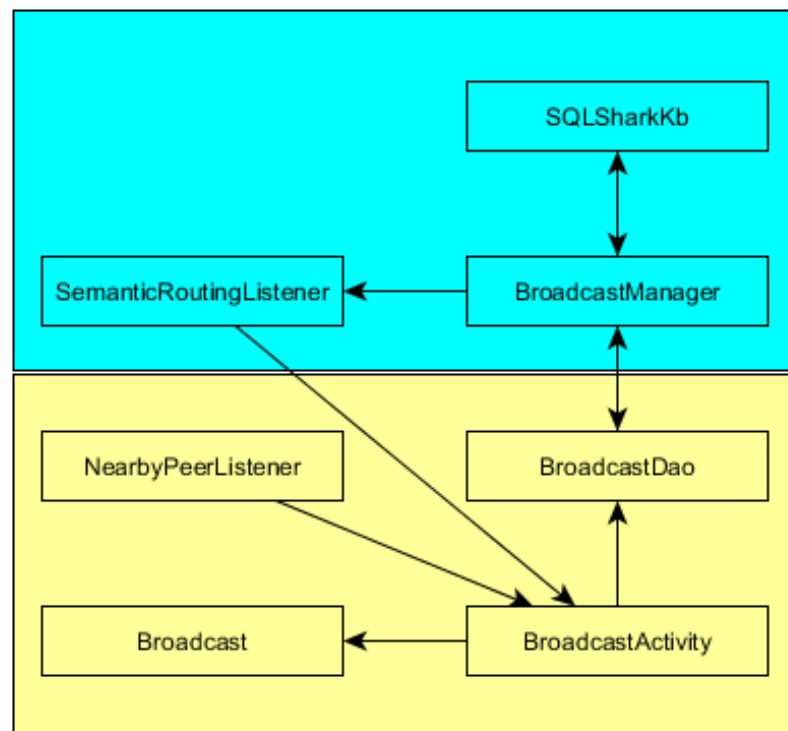 SQLSharkKb
SemanticRoutingListener
BroadcastManager
NearbyPeerListener
BroadcastDao
Broadcast
BroadcastActivity